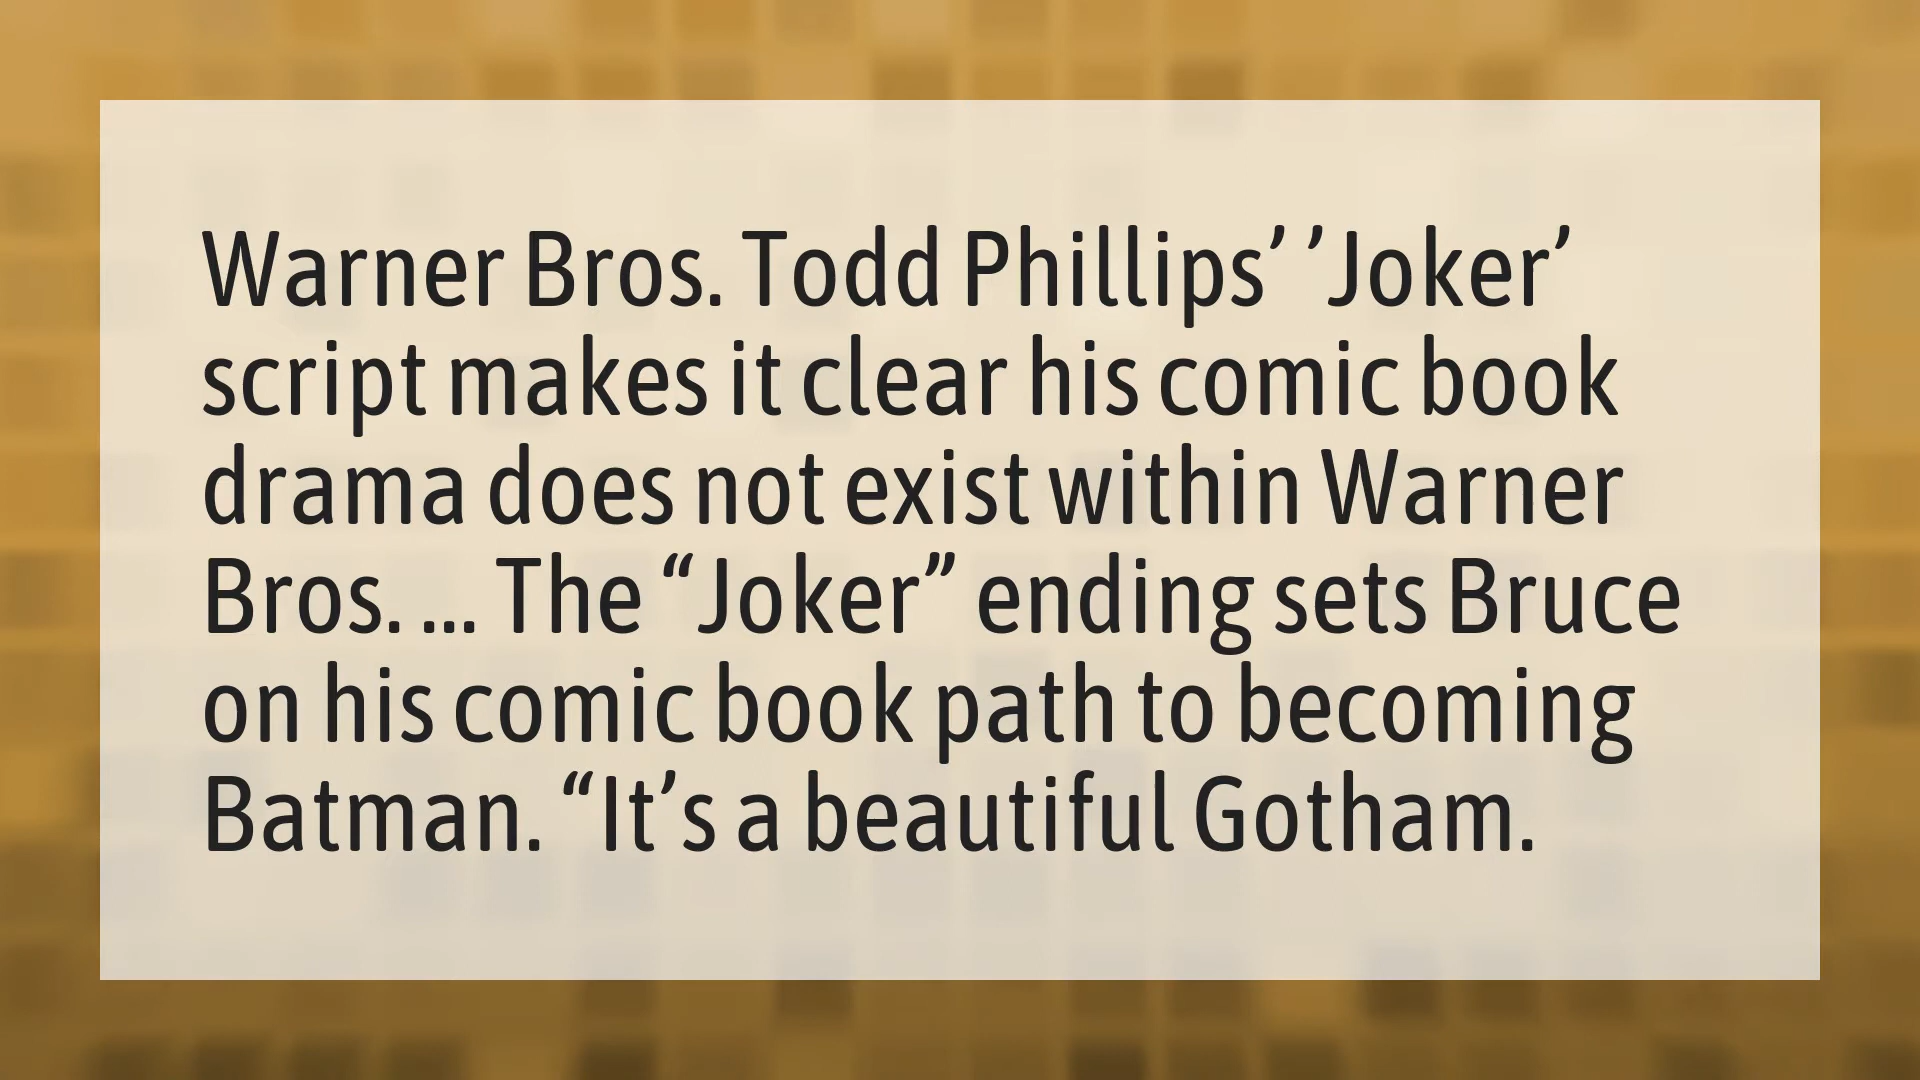 Warner Bros. Todd Phillips’ ’Joker’
script makes it clear his comic book
drama does not exist within Warner
Bros. ... The “Joker” ending sets Bruce
on his comic book path to becoming
Batman. “It’s a beautiful Gotham.